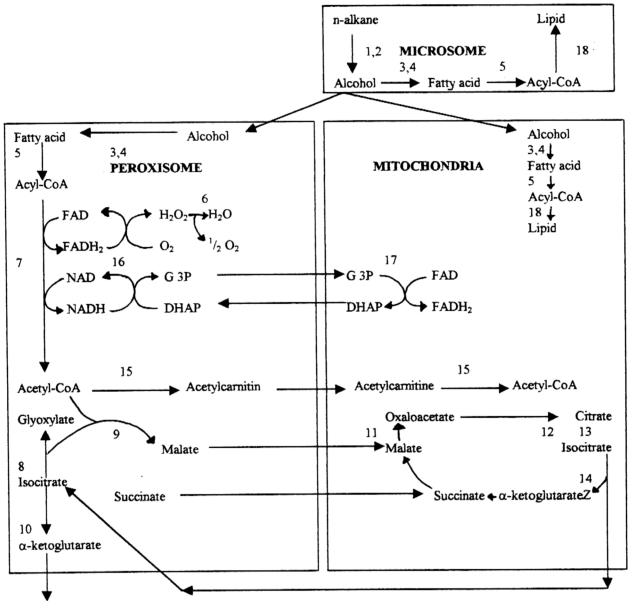 n-alkane Lipid
1,2 MICROSOME 18
3,4 5
Alcohol Fatty acid Acyl-CoA
Fatty acid Alcohol
5 3,4 PEROXISOME
Acyl-CoA
FAD H₂O₂ 6 H₂O
FADH₂ O₂ 1/2 O₂
7 16
NAD G 3P
NADH DHAP
15
Acetyl-CoA Acetylcarnitin
Glyoxylate
9 Malate
8
Isocitrate
Succinate
10
α-ketoglutarate
Alcohol
3,4
MITOCHONDRIA Fatty acid
5
Acyl-CoA
18
Lipid
17
G 3P FAD
DHAP FADH₂
15
Acetylcarnitine Acetyl-CoA
Oxaloacetate Citrate
11 12 13
Malate Isocitrate
14
Succinate α-ketoglutarateZ